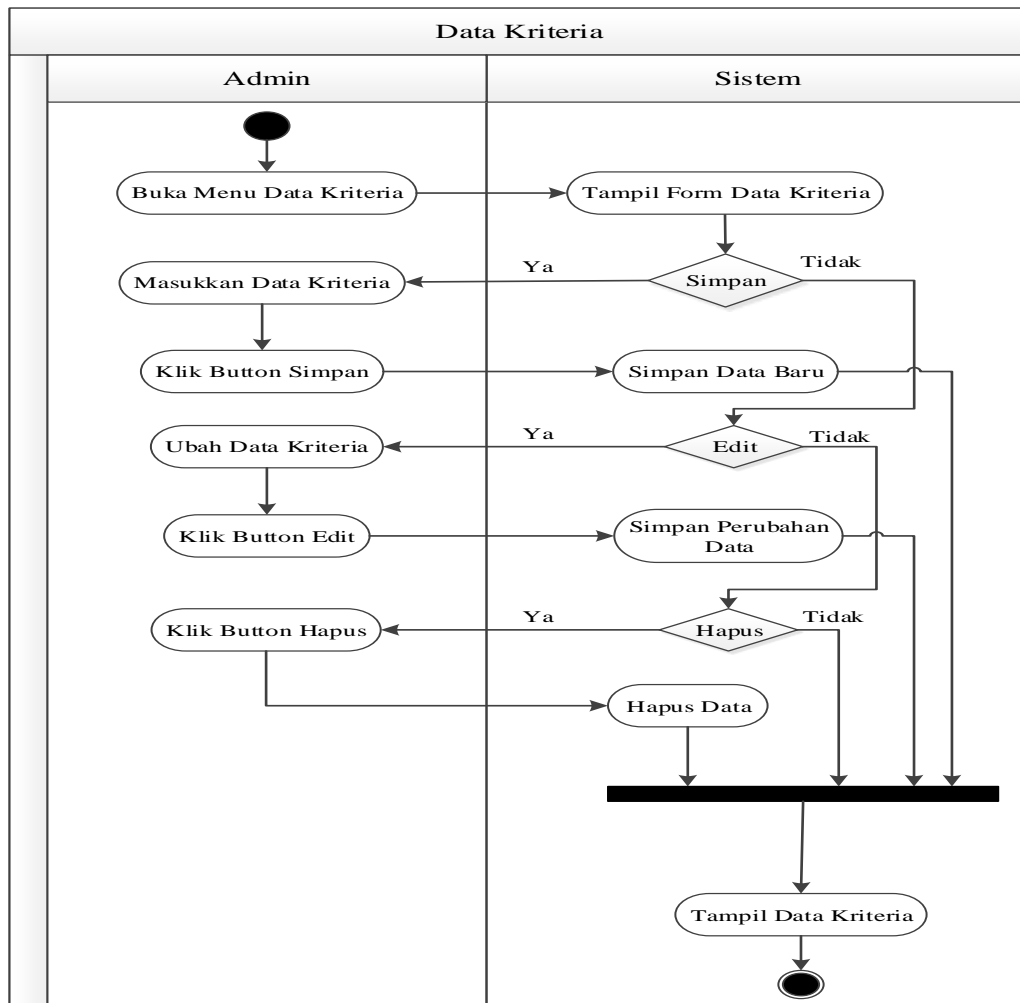 Data Kriteria
Admin
Sistem
Buka Menu Data Kriteria
Tampil Form Data Kriteria
Masukkan Data Kriteria
Ya
Simpan
Tidak
Klik Button Simpan
Simpan Data Baru
Ubah Data Kriteria
Ya
Edit
Tidak
Klik Button Edit
Simpan Perubahan
Data
Klik Button Hapus
Ya
Hapus
Tidak
Hapus Data
Tampil Data Kriteria